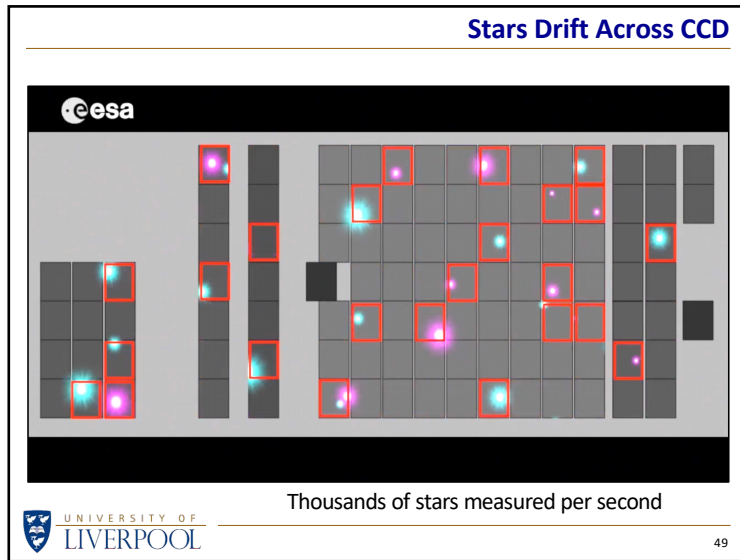 Stars Drift Across CCD
esa
Thousands of stars measured per second
UNIVERSITY OF
LIVERPOOL
49